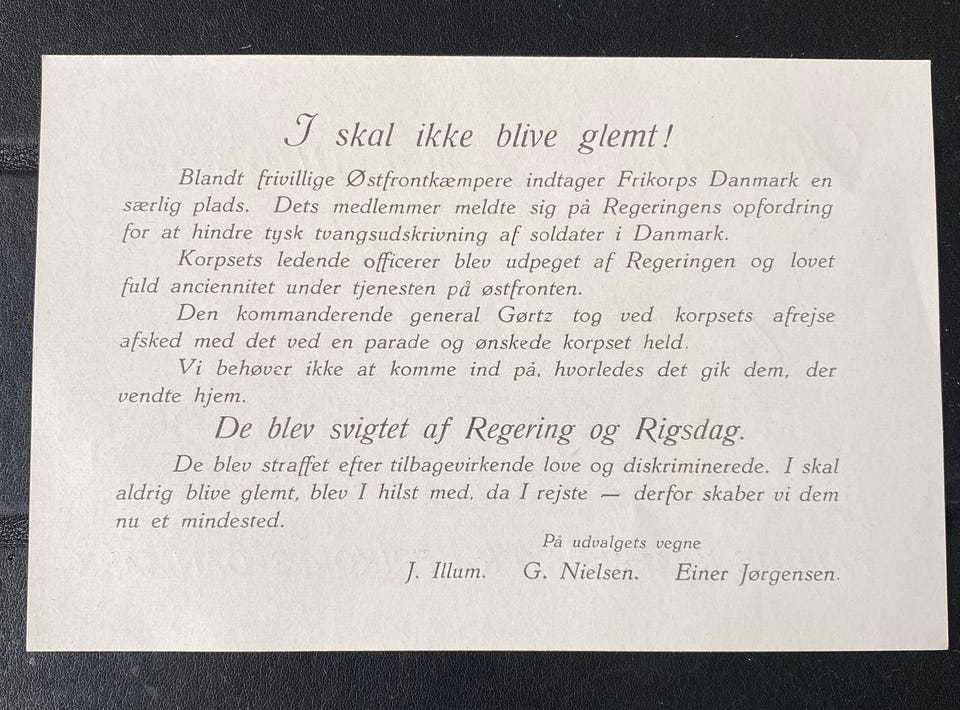 I skal ikke blive glemt!
Blandt frivillige Østfrontkæmpere indtager Frikorps Danmark en
særlig plads. Dets medlemmer meldte sig på Regeringens opfordring
for at hindre tysk tvangsudskrivning af soldater i Danmark.
Korpsets ledende officerer blev udpeget af Regeringen og lovet
fuld anciennitet under tjenesten på østfronten.
Den kommanderende general Gørtz tog ved korpsets afrejse
afsked med det ved en parade og ønskede korpset held.
Vi behøver ikke at komme ind på, hvorledes det gik dem, der
vendte hjem.
De blev svigtet af Regering og Rigsdag.
De blev straffet efter tilbagevirkende love og diskriminerede. I skal
aldrig blive glemt, blev I hilst med, da I rejste — derfor skaber vi dem
nu et mindested.
På udvalgets vegne
J. Illum. G. Nielsen. Einer Jørgensen.